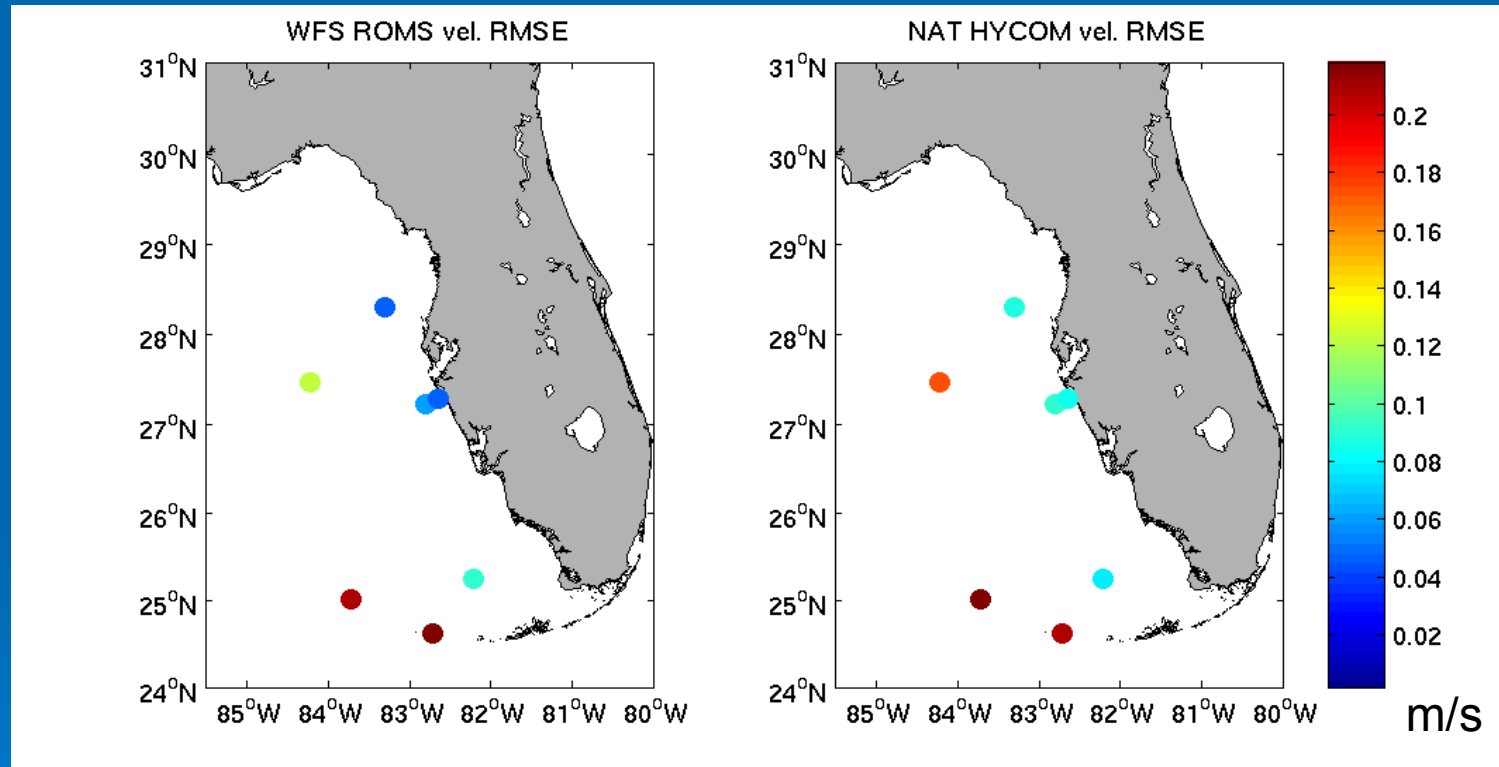 WFS ROMS vel. RMSE
31°N
30°N
29°N
28°N
27°N
26°N
25°N
24°N
85°W 84°W 83°W 82°W 81°W 80°W
NAT HYCOM vel. RMSE
31°N
30°N
29°N
28°N
27°N
26°N
25°N
24°N
85°W 84°W 83°W 82°W 81°W 80°W
0.2
0.18
0.16
0.14
0.12
0.1
0.08
0.06
0.04
0.02
m/s